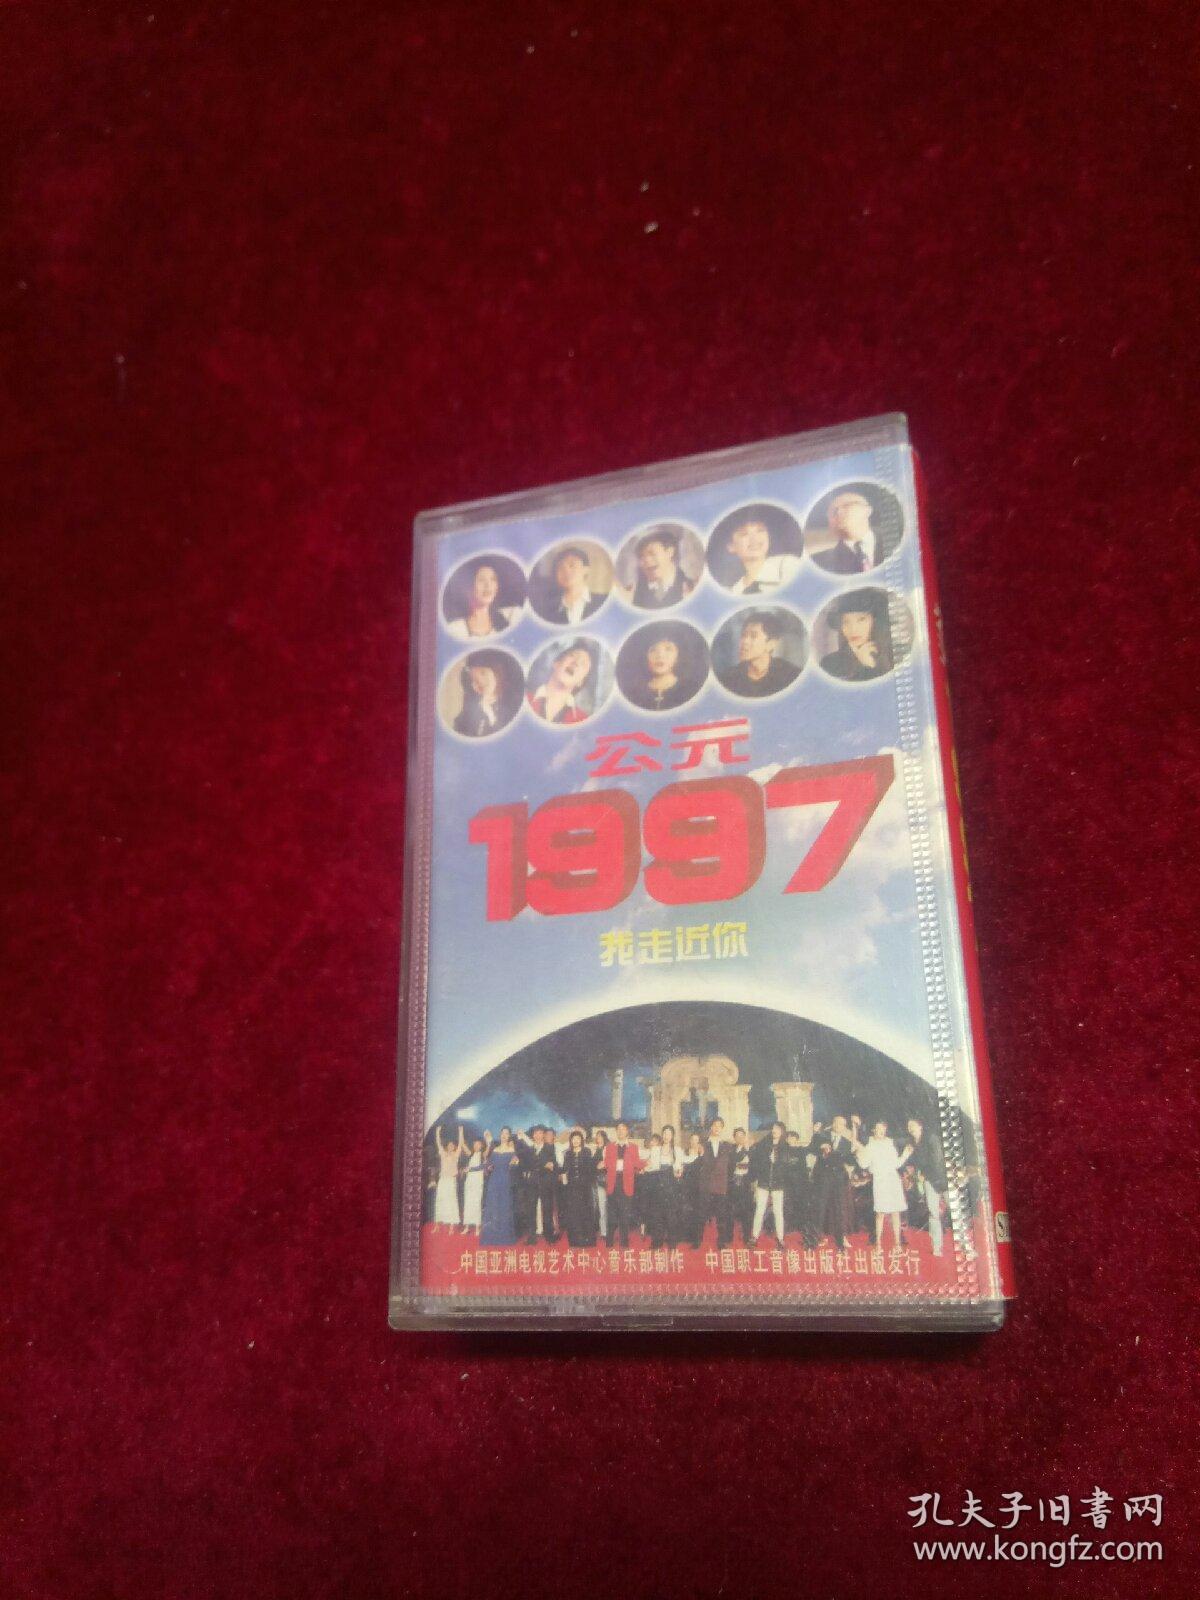 公元
1997
我走近你
中国亚洲电视艺术中心音乐部制作 中国职工音像出版社出版发行
孔夫子旧书网
www.kongfz.com